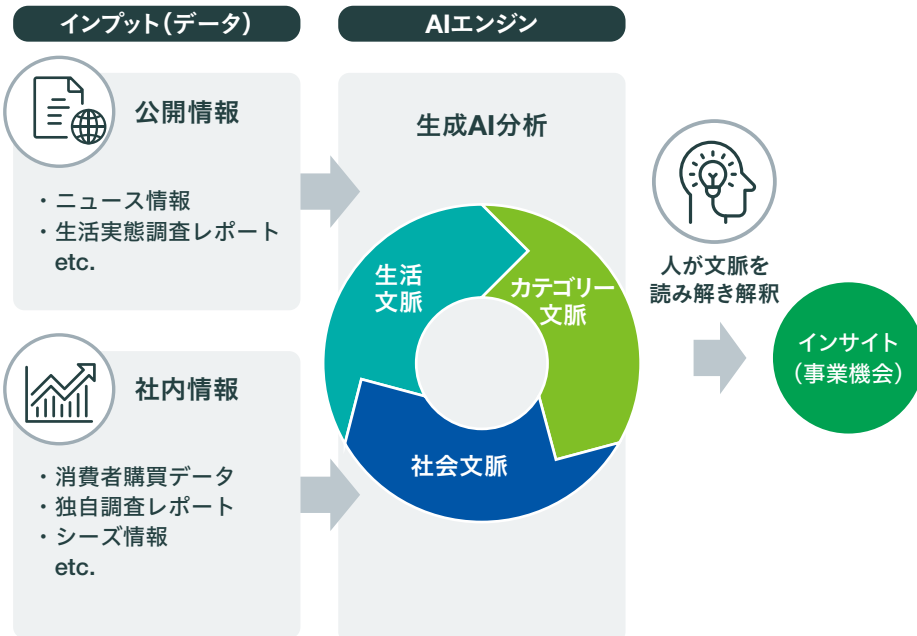 インプット（データ）
AIエンジン
公開情報
・ニュース情報
・生活実態調査レポート
etc.
社内情報
・消費者購買データ
・独自調査レポート
・シーズ情報
etc.
生成AI分析
生活
文脈
カテゴリー
文脈
社会文脈
人が文脈を
読み解き解釈
インサイト
（事業機会）